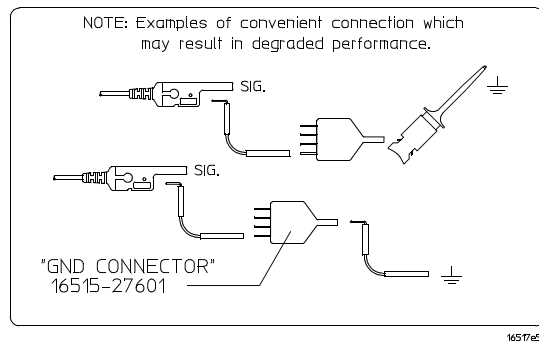 NOTE: Examples of convenient connection which
may result in degraded performance.
SIG.
SIG.
"GND CONNECTOR"
16515-27601
16517e5